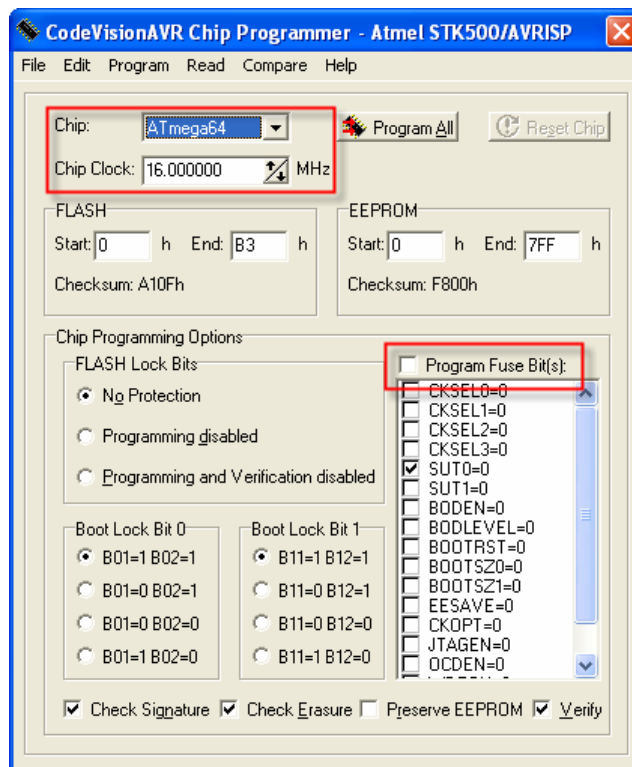 CodeVisionAVR Chip Programmer - Atmel STK500/AVRISP
File Edit Program Read Compare Help
Chip: ATmega64 Program All Reset Chip
Chip Clock: 16.000000 MHz
FLASH EEPROM
Start: 0 h End: B3 h Start: 0 h End: 7FF h
Checksum: A10Fh Checksum: F800h
Chip Programming Options
FLASH Lock Bits Program Fuse Bit(s):
No Protection
Programming disabled
Programming and Verification disabled
CKSEL0=0
CKSEL1=0
CKSEL2=0
CKSEL3=0
SUT0=0
SUT1=0
BODEN=0
BODLEVEL=0
BOOTRST=0
BOOTSZ0=0
BOOTSZ1=0
EESAVE=0
CKOPT=0
JTAGEN=0
OCDEN=0
Boot Lock Bit 0 Boot Lock Bit 1
B01=1 B02=1 B11=1 B12=1
B01=0 B02=1 B11=0 B12=1
B01=0 B02=0 B11=0 B12=0
B01=1 B02=0 B11=1 B12=0
Check Signature Check Erasure Preserve EEPROM Verify